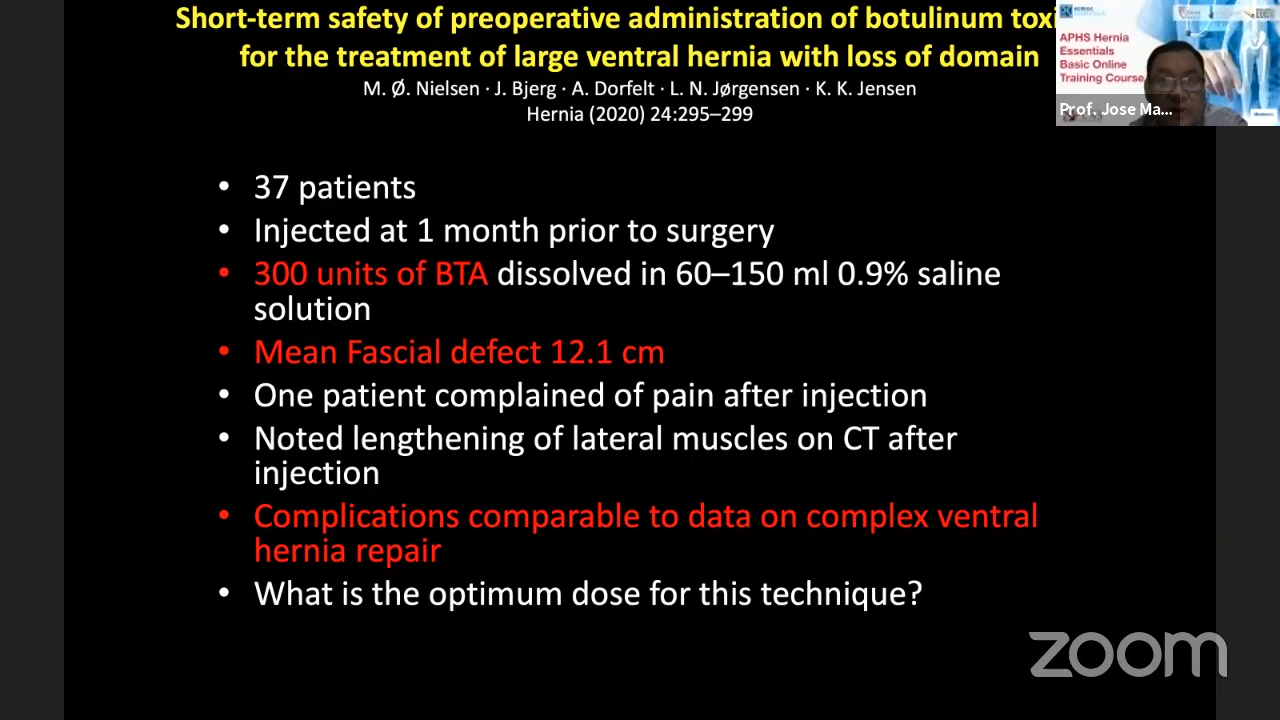 Short-term safety of preoperative administration of botulinum toxi
for the treatment of large ventral hernia with loss of domain
M. Ø. Nielsen · J. Bjerg · A. Dorfelt · L. N. Jørgensen · K. K. Jensen
Hernia (2020) 24:295–299
APHS Hernia
Essentials
Basic Online
Training Course
Prof. Jose Ma...
• 37 patients
• Injected at 1 month prior to surgery
• 300 units of BTA dissolved in 60–150 ml 0.9% saline
solution
• Mean Fascial defect 12.1 cm
• One patient complained of pain after injection
• Noted lengthening of lateral muscles on CT after
injection
• Complications comparable to data on complex ventral
hernia repair
• What is the optimum dose for this technique?
zoom